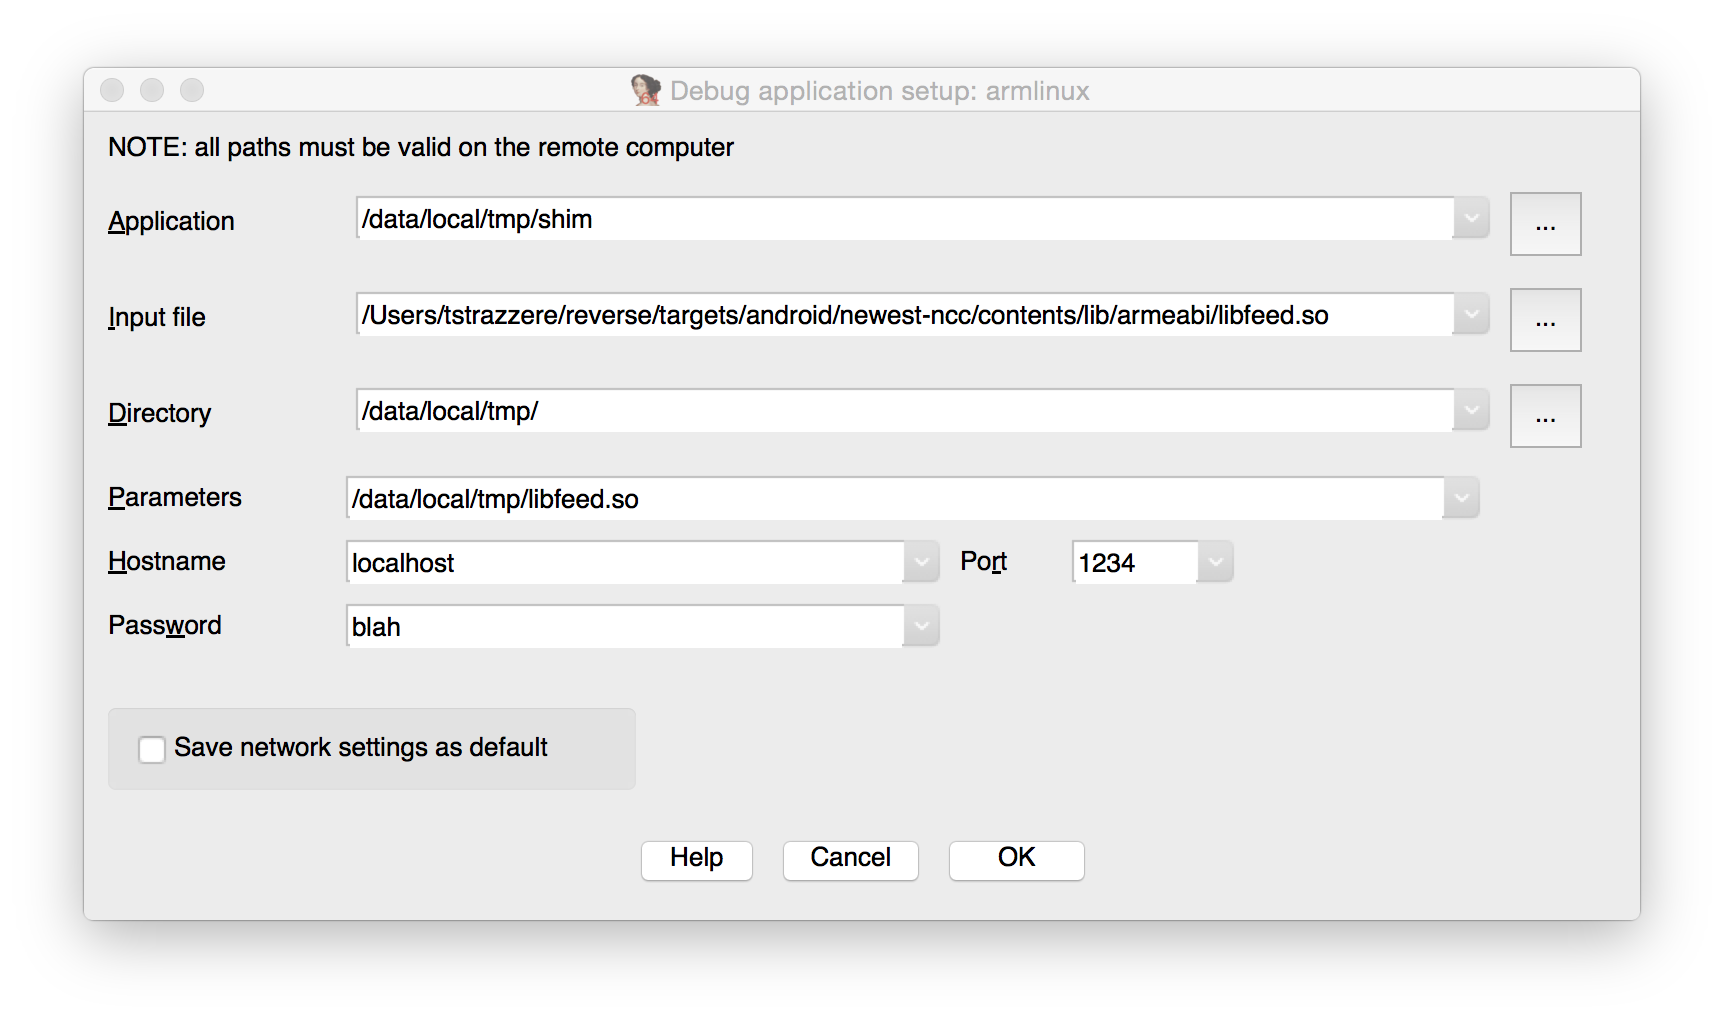 Debug application setup: armlinux
NOTE: all paths must be valid on the remote computer
Application /data/local/tmp/shim ...
Input file /Users/tstrazzere/reverse/targets/android/newest-ncc/contents/lib/armeabi/libfeed.so ...
Directory /data/local/tmp/ ...
Parameters /data/local/tmp/libfeed.so
Hostname localhost Port 1234
Password blah
Save network settings as default
Help Cancel OK